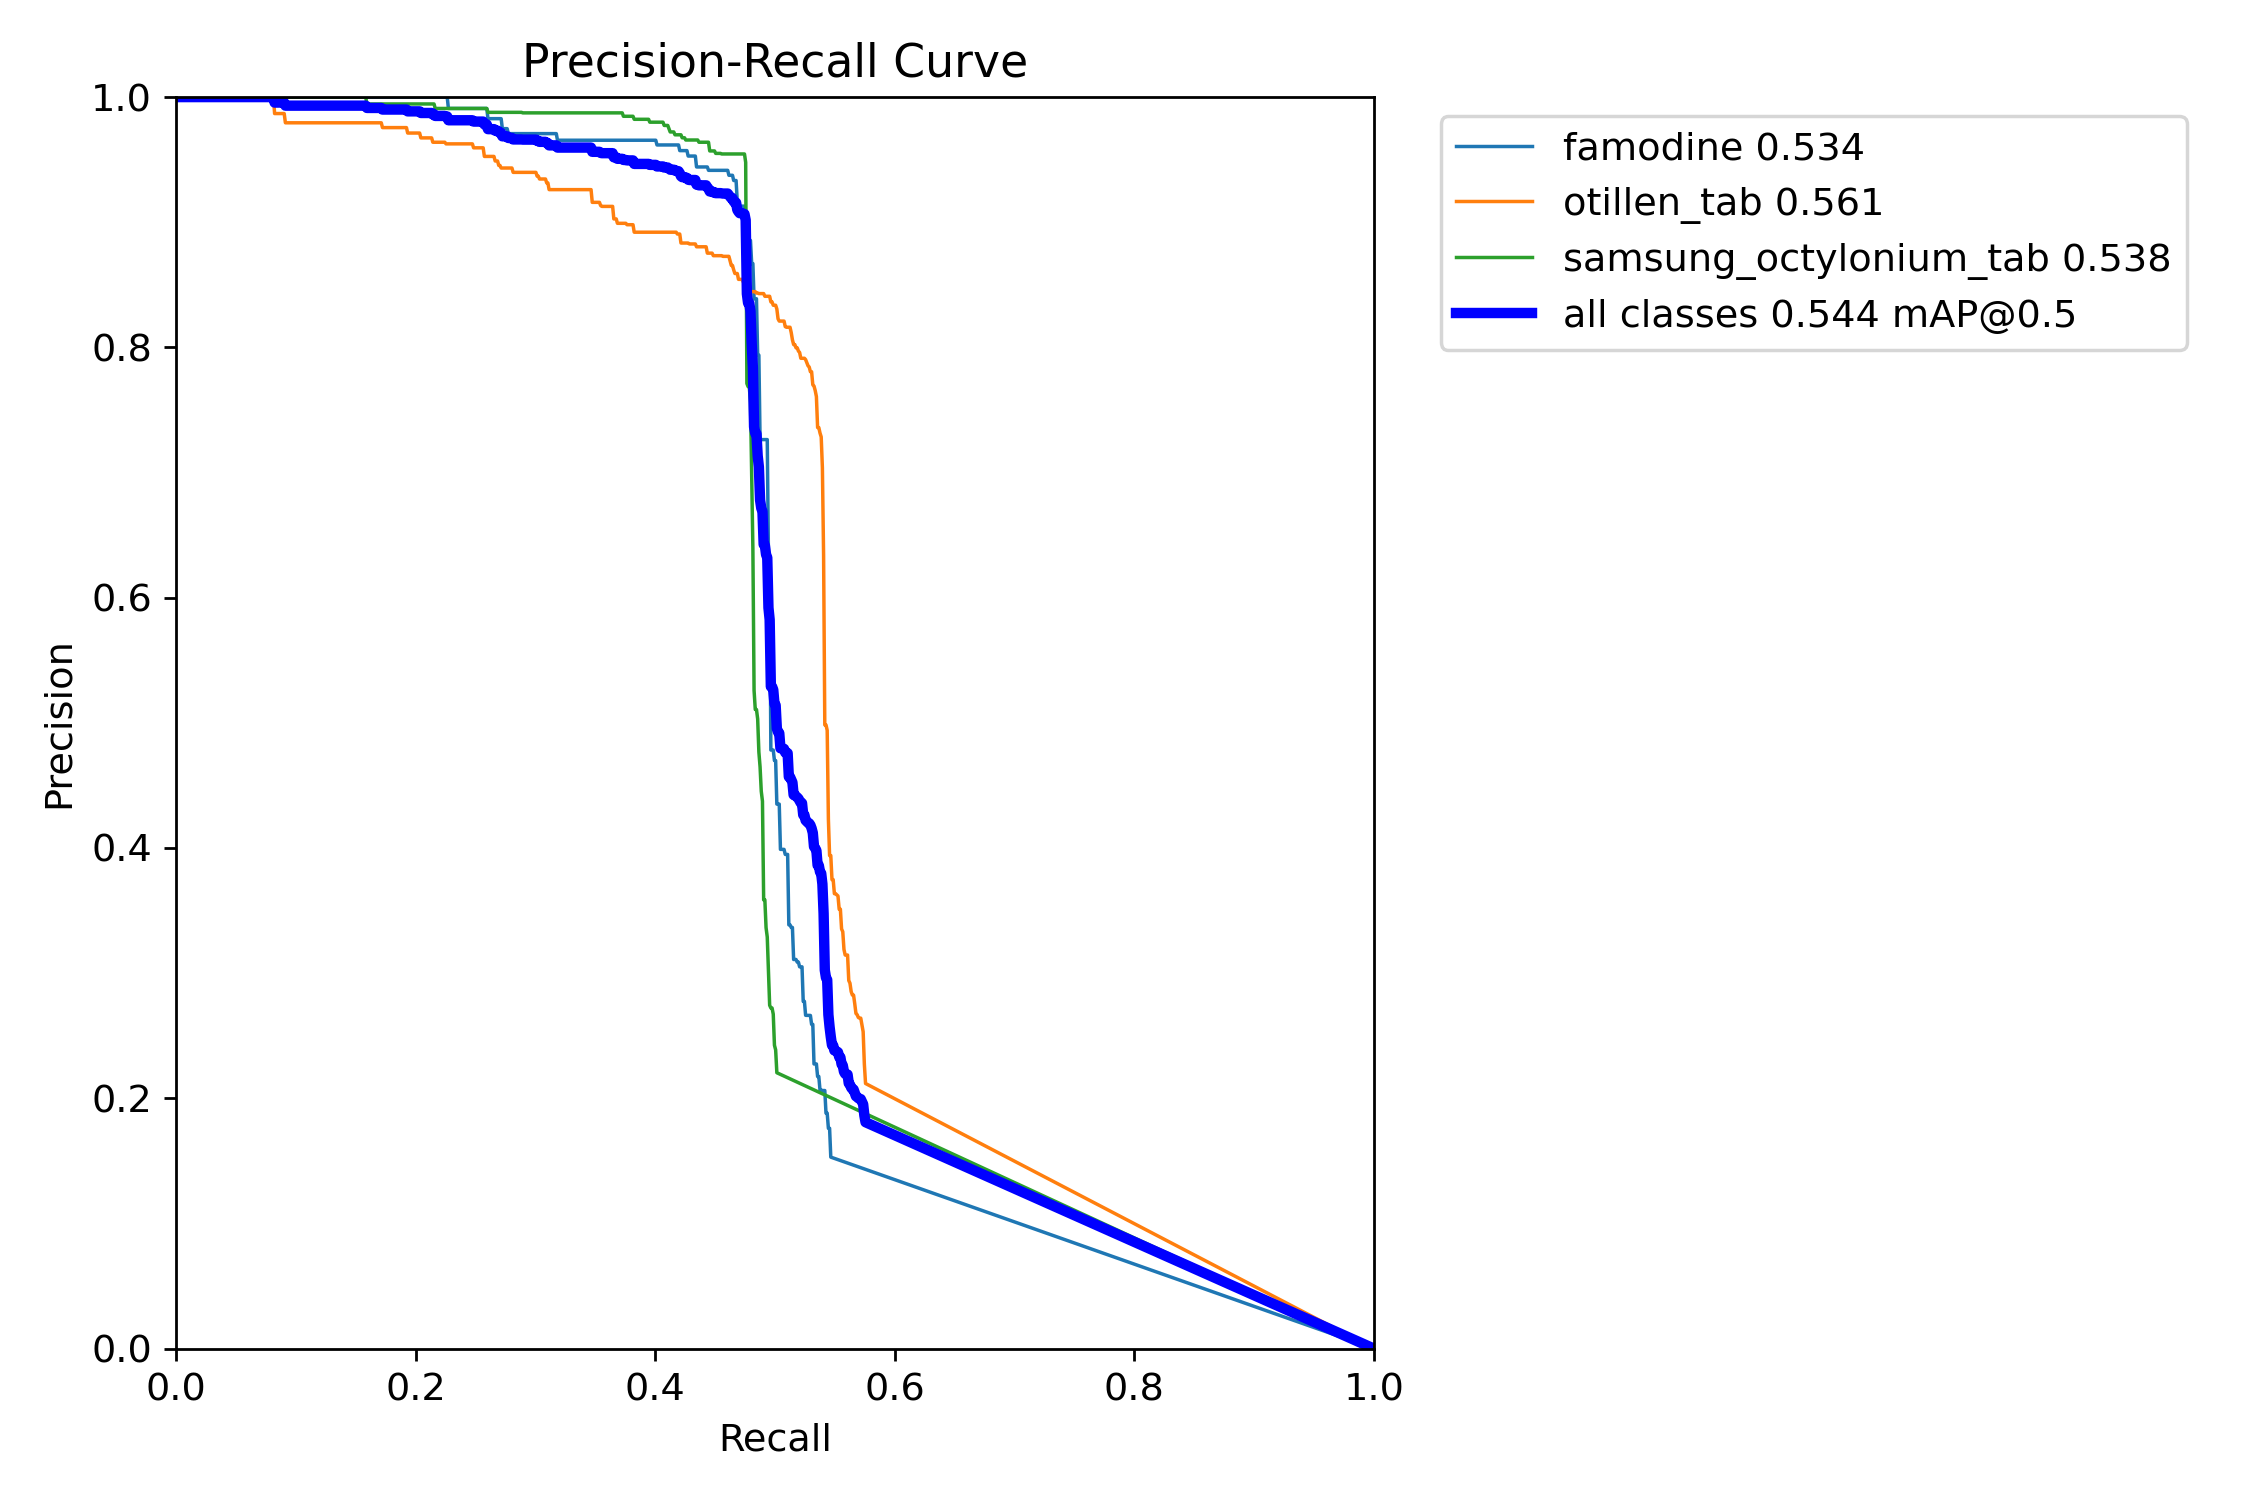 Precision-Recall Curve
1.0
0.8
0.6
0.4
0.2
0.0
Precision
0.0 0.2 0.4 0.6 0.8 1.0
Recall
famodine 0.534
otillen_tab 0.561
samsung_octylonium_tab 0.538
all classes 0.544 mAP@0.5